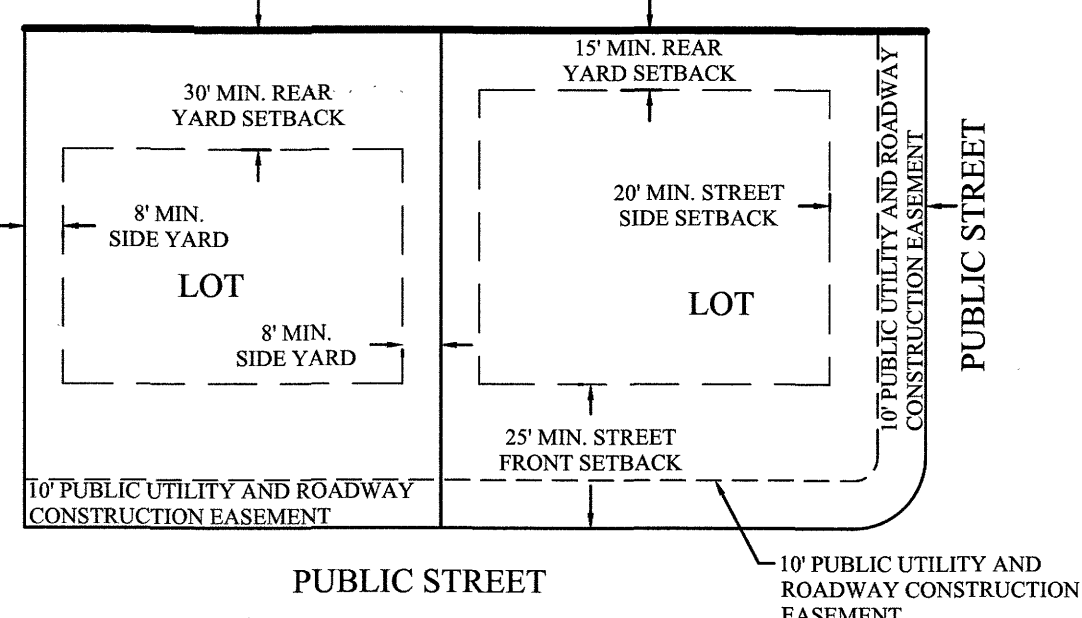 15' MIN. REAR
YARD SETBACK
30' MIN. REAR
YARD SETBACK
8' MIN.
SIDE YARD
20' MIN. STREET
SIDE SETBACK
LOT
LOT
8' MIN.
SIDE YARD
10' PUBLIC UTILITY AND ROADWAY
CONSTRUCTION EASEMENT
PUBLIC STREET
25' MIN. STREET
FRONT SETBACK
10' PUBLIC UTILITY AND ROADWAY
CONSTRUCTION EASEMENT
PUBLIC STREET
10' PUBLIC UTILITY AND
ROADWAY CONSTRUCTION
EASEMENT